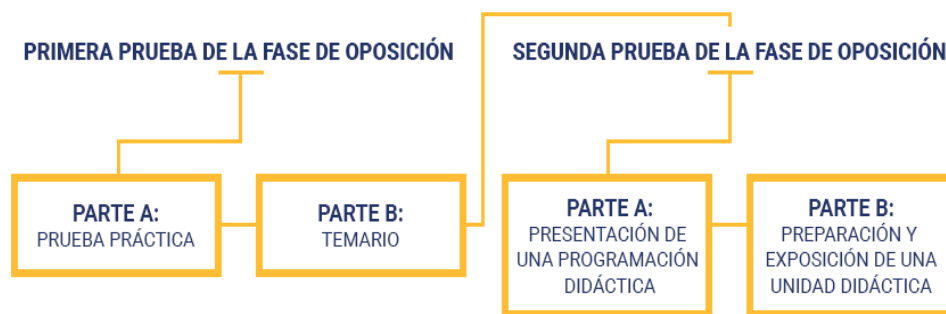 PRIMERA PRUEBA DE LA FASE DE OPOSICIÓN
SEGUNDA PRUEBA DE LA FASE DE OPOSICIÓN
PARTE A:
PRUEBA PRÁCTICA
PARTE B:
TEMARIO
PARTE A:
PRESENTACIÓN DE
UNA PROGRAMACIÓN
DIDÁCTICA
PARTE B:
PREPARACIÓN Y
EXPOSICIÓN DE UNA
UNIDAD DIDÁCTICA